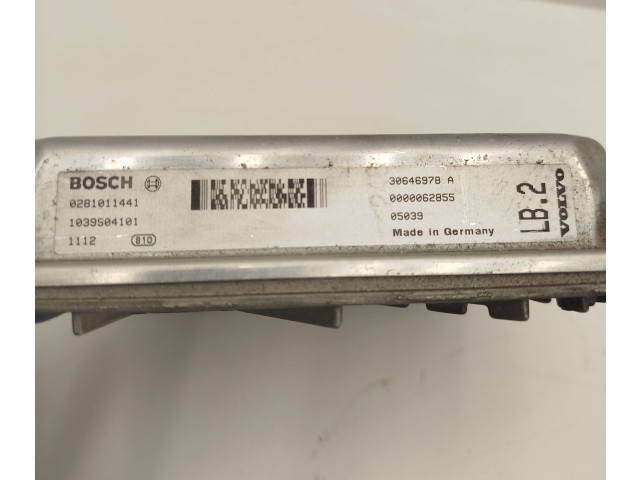 BOSCH
0281011441
1039S04101
1112 810
30646978 A
0000062855
05039
Made in Germany
LB.2
VOLVO